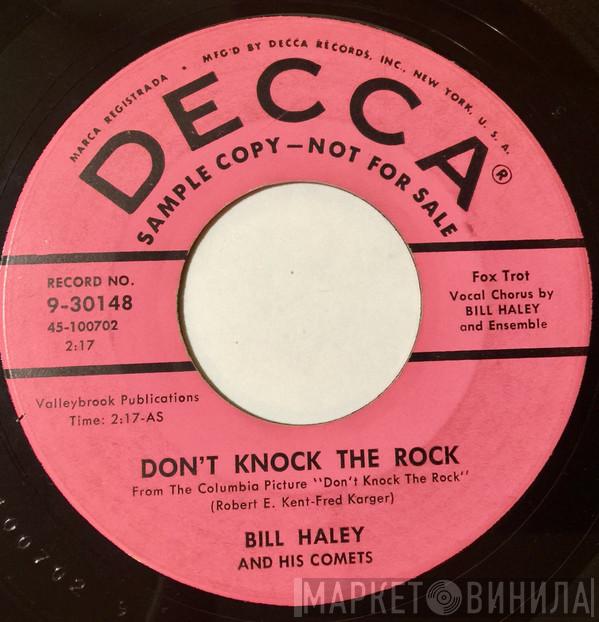 MARCA REGISTRADA • MFG'D BY DECCA RECORDS, INC., NEW YORK, U. S. A.
DECCA®
SAMPLE COPY—NOT FOR SALE
RECORD NO.
9-30148
45-100702
2:17
Fox Trot
Vocal Chorus by
BILL HALEY
and Ensemble
Valleybrook Publications
Time: 2:17-AS
DON'T KNOCK THE ROCK
From The Columbia Picture "Don't Knock The Rock"
(Robert E. Kent-Fred Karger)
BILL HALEY
AND HIS COMETS
100702
МАРКЕТ ВИНИЛА